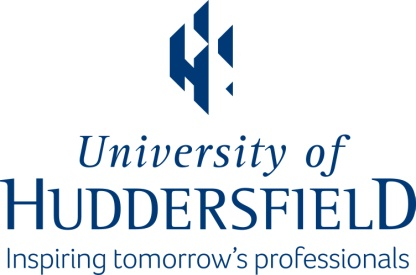 University of
HUDDERSFIELD
Inspiring tomorrow's professionals